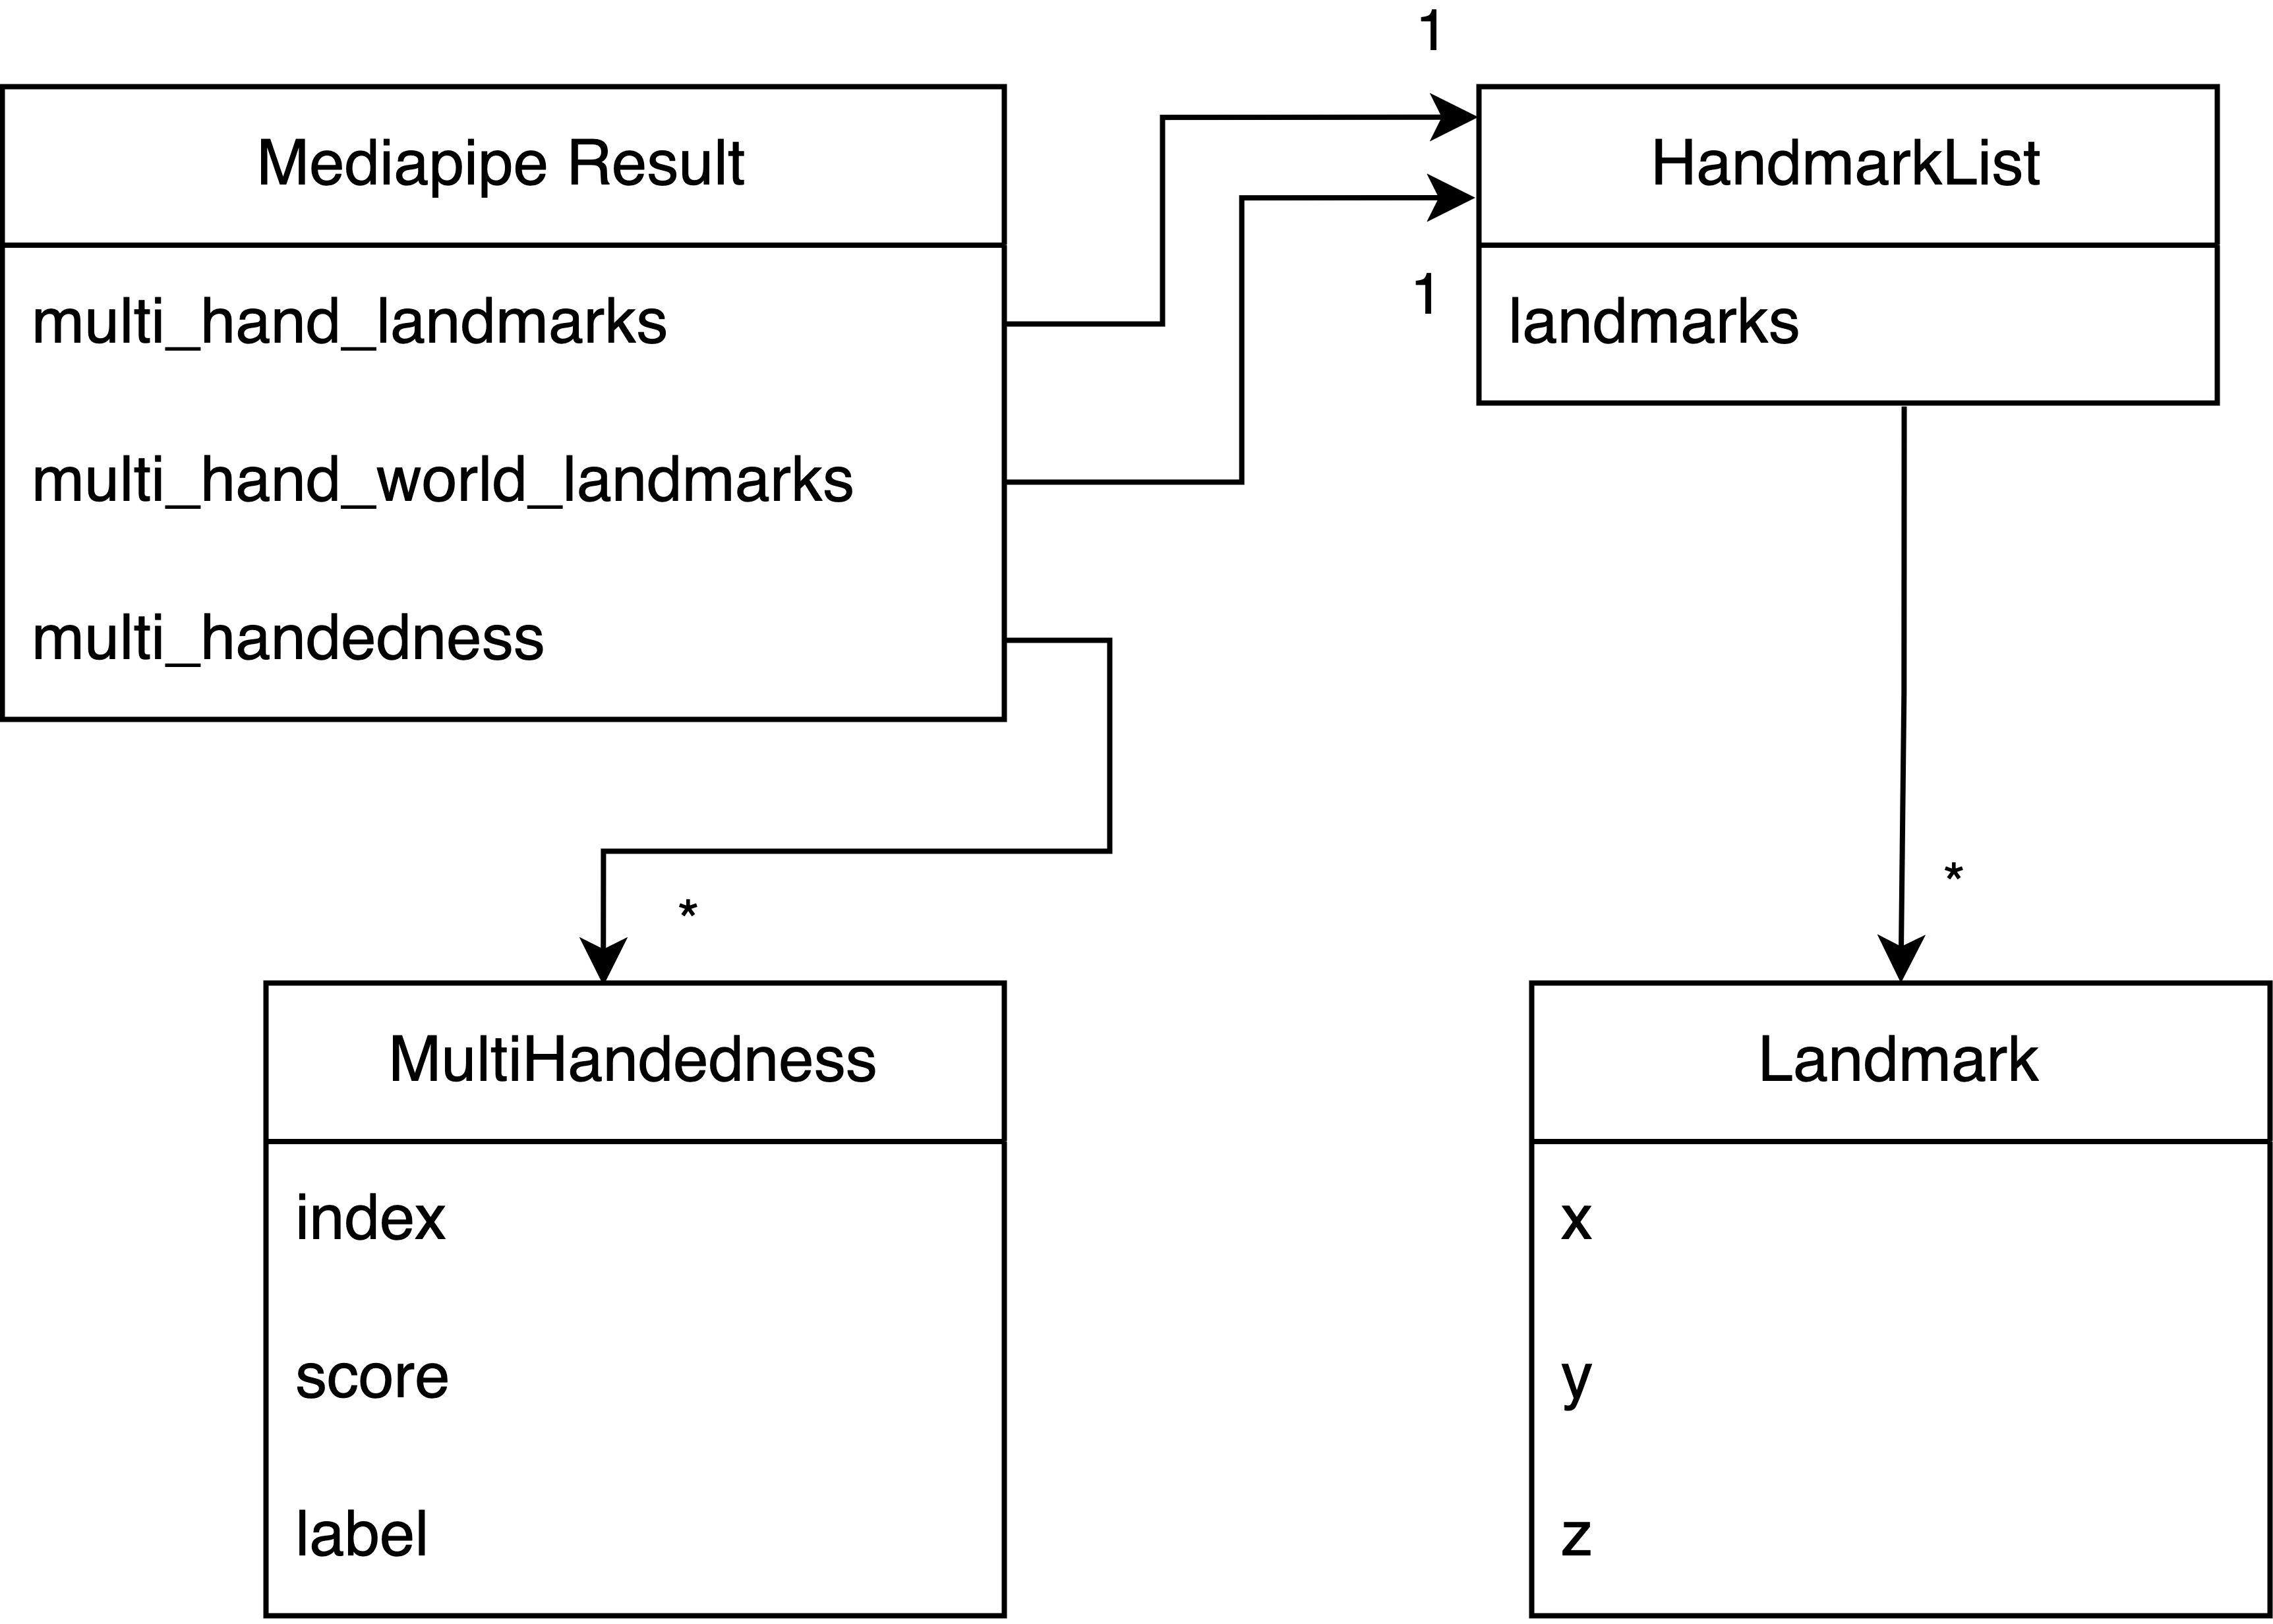 1
Mediapipe Result
HandmarkList
multi_hand_landmarks
1
landmarks
multi_hand_world_landmarks
multi_handedness
*
*
MultiHandedness
Landmark
index
x
score
y
label
z